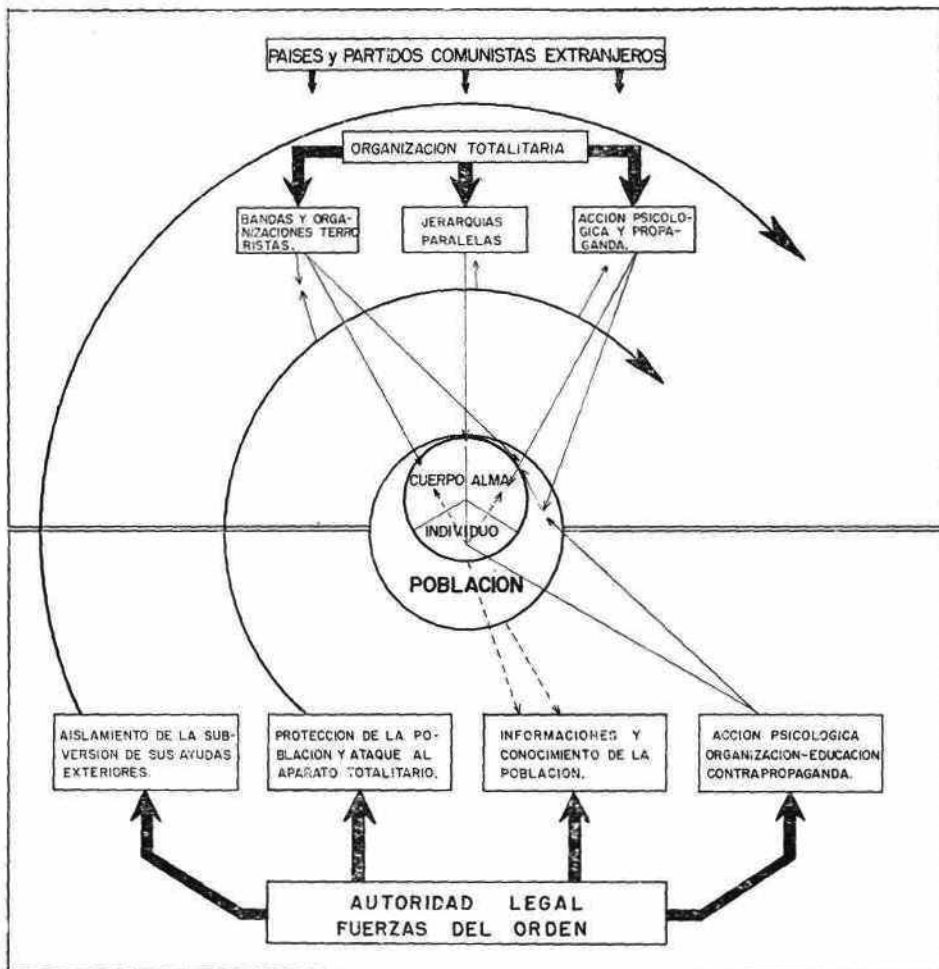 PAISES y PARTIDOS COMUNISTAS EXTRANJEROS
ORGANIZACION TOTALITARIA
BANDAS Y ORGA-
NIZACIONES TERRO
RISTAS.
JERARQUIAS
PARALELAS
ACCION PSICOLO-
GICA Y PROPA-
GANDA.
CUERPO ALMA
INDIVIDUO
POBLACION
AISLAMIENTO DE LA SUB-
VERSION DE SUS AYUDAS
EXTERIORES.
PROTECCION DE LA PO-
BLACION Y ATAQUE AL
APARATO TOTALITARIO.
INFORMACIONES Y
CONOCIMIENTO DE LA
POBLACION.
ACCION PSICOLOGICA
ORGANIZACION-EDUCACION
CONTRAPROPAGANDA.
AUTORIDAD LEGAL
FUERZAS DEL ORDEN